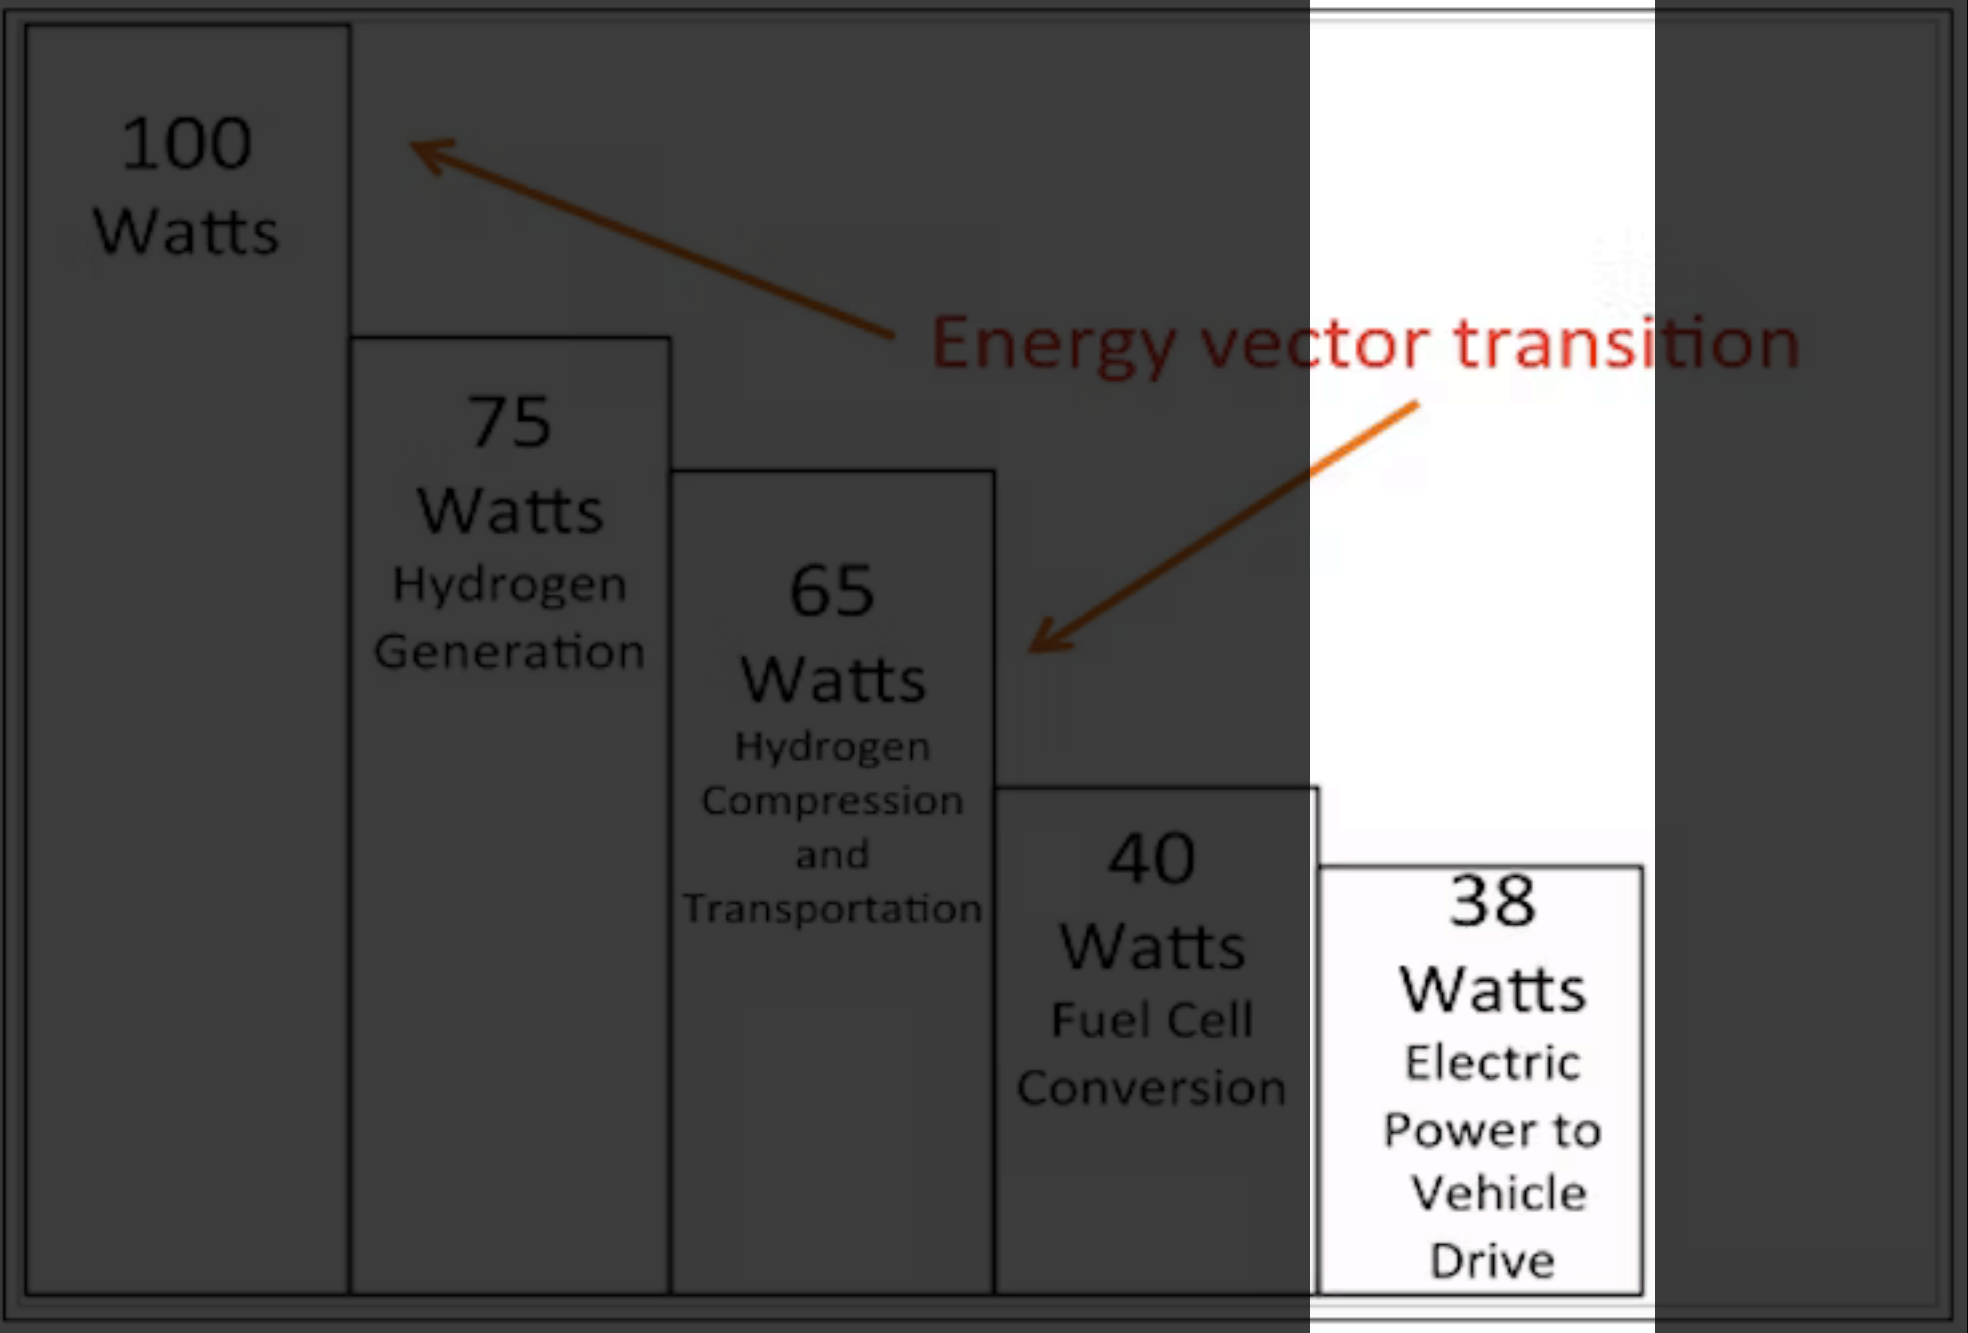 100
Watts
Energy vector transition
75
Watts
Hydrogen
Generation
65
Watts
Hydrogen
Compression
and
Transportation
40
Watts
Fuel Cell
Conversion
38
Watts
Electric
Power to
Vehicle
Drive